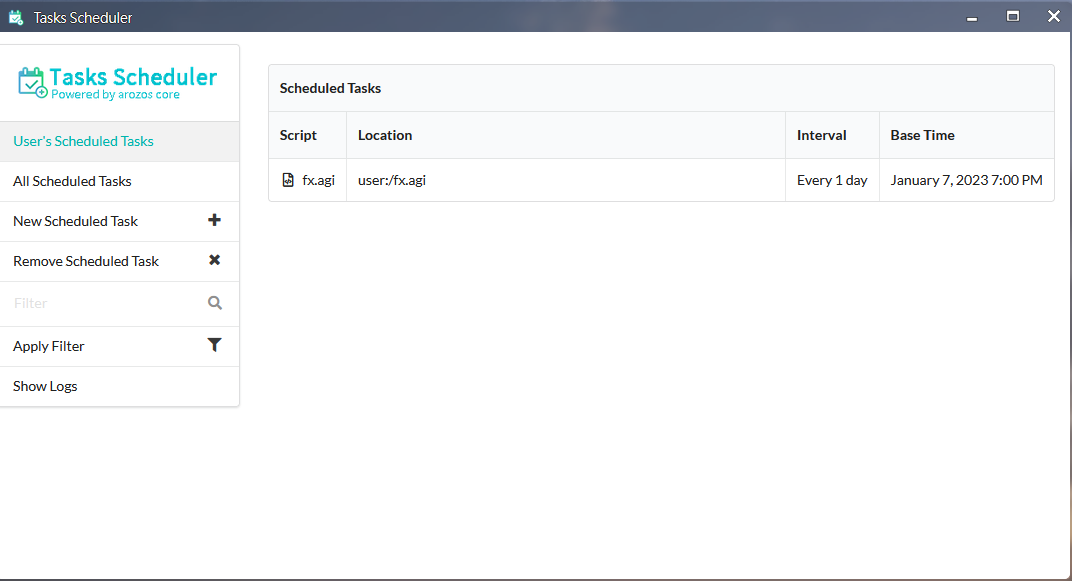 Tasks Scheduler
Tasks Scheduler
Powered by arozos core
User's Scheduled Tasks
All Scheduled Tasks
New Scheduled Task
Remove Scheduled Task
Filter
Apply Filter
Show Logs
Scheduled Tasks
Script Location Interval Base Time
fx.agi user:/fx.agi Every 1 day January 7, 2023 7:00 PM